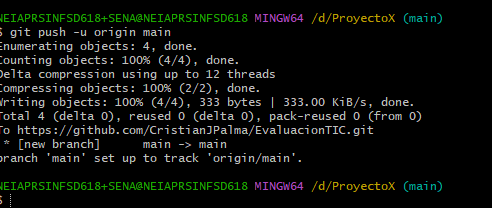 NEIAPRSINFSD618+SENA@NEIAPRSINFSD618 MINGW64 /d/ProyectoX (main)
$ git push -u origin main
Enumerating objects: 4, done.
Counting objects: 100% (4/4), done.
Delta compression using up to 12 threads
Compressing objects: 100% (2/2), done.
Writing objects: 100% (4/4), 333 bytes | 333.00 KiB/s, done.
Total 4 (delta 0), reused 0 (delta 0), pack-reused 0 (from 0)
To https://github.com/CristianJPalma/EvaluacionTIC.git
* [new branch] main -> main
branch 'main' set up to track 'origin/main'.
NEIAPRSINFSD618+SENA@NEIAPRSINFSD618 MINGW64 /d/ProyectoX (main)
$